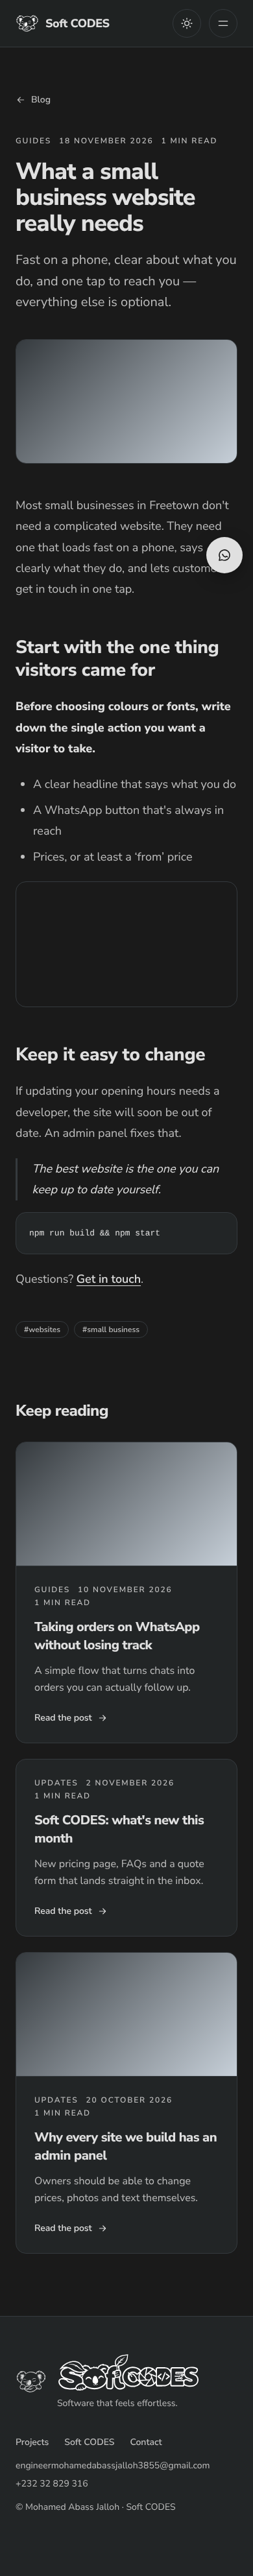 Soft CODES
← Blog
GUIDES 18 NOVEMBER 2026 1 MIN READ
What a small
business website
really needs
Fast on a phone, clear about what you
do, and one tap to reach you —
everything else is optional.
Most small businesses in Freetown don't
need a complicated website. They need
one that loads fast on a phone, says
clearly what they do, and lets
get in touch in one tap.
Start with the one thing
visitors came for
Before choosing colours or fonts, write
down the single action you want a
visitor to take.
• A clear headline that says what you do
• A WhatsApp button that's always in
reach
• Prices, or at least a ‘from’ price
Keep it easy to change
If updating your opening hours needs a
developer, the site will soon be out of
date. An admin panel fixes that.
The best website is the one you can
keep up to date yourself.
npm run build && npm start
Questions? Get in touch.
#websites #small business
Keep reading
GUIDES 10 NOVEMBER 2026
1 MIN READ
Taking orders on WhatsApp
without losing track
A simple flow that turns chats into
orders you can actually follow up.
Read the post →
UPDATES 2 NOVEMBER 2026
1 MIN READ
Soft CODES: what's new this
month
New pricing page, FAQs and a quote
form that lands straight in the inbox.
Read the post →
UPDATES 20 OCTOBER 2026
1 MIN READ
Why every site we build has an
admin panel
Owners should be able to change
prices, photos and text themselves.
Read the post →
Soft CODES
Software that feels effortless.
Projects Soft CODES Contact
engineermohamedabassjalloh3855@gmail.com
+232 32 829 316
© Mohamed Abass Jalloh · Soft CODES